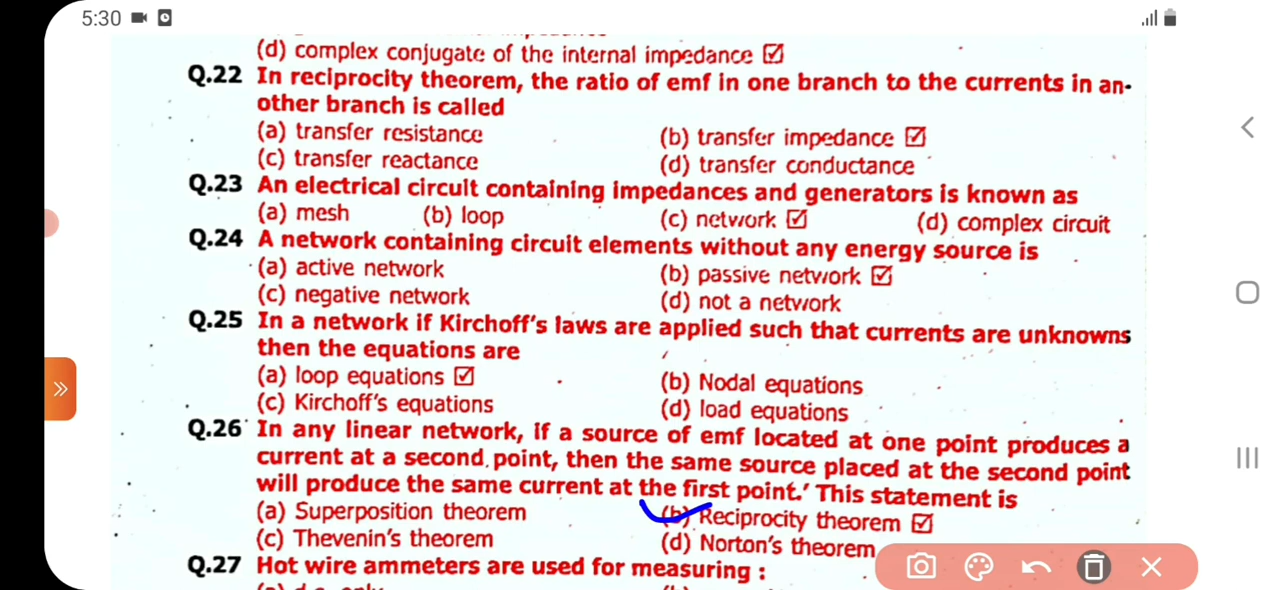 5:30
(d) complex conjugate of the internal impedance ☑
Q.22 In reciprocity theorem, the ratio of emf in one branch to the currents in an-
other branch is called
(a) transfer resistance (b) transfer impedance ☑
(c) transfer reactance (d) transfer conductance
Q.23 An electrical circuit containing impedances and generators is known as
(a) mesh (b) loop (c) network ☑ (d) complex circuit
Q.24 A network containing circuit elements without any energy source is
(a) active network (b) passive network ☑
(c) negative network (d) not a network
Q.25 In a network if Kirchoff's laws are applied such that currents are unknowns
then the equations are
(a) loop equations ☑ (b) Nodal equations
(c) Kirchoff's equations (d) load equations
Q.26 In any linear network, if a source of emf located at one point produces a
current at a second point, then the same source placed at the second point
will produce the same current at the first point.' This statement is
(a) Superposition theorem (b) Reciprocity theorem ☑
(c) Thevenin's theorem (d) Norton's theorem
Q.27 Hot wire ammeters are used for measuring :